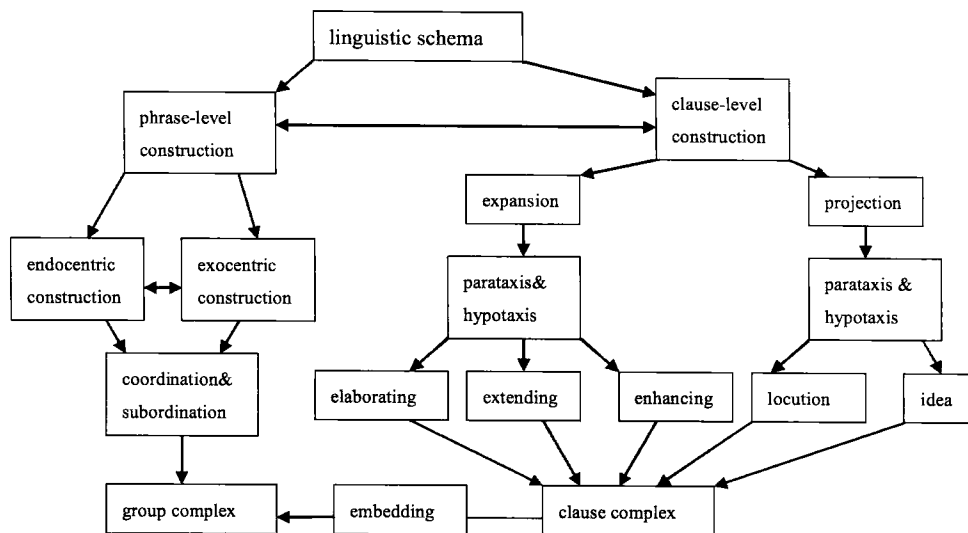 linguistic schema
phrase-level
construction
clause-level
construction
expansion
projection
endocentric
construction
exocentric
construction
parataxis&
hypotaxis
parataxis &
hypotaxis
coordination&
subordination
elaborating
extending
enhancing
locution
idea
group complex
embedding
clause complex